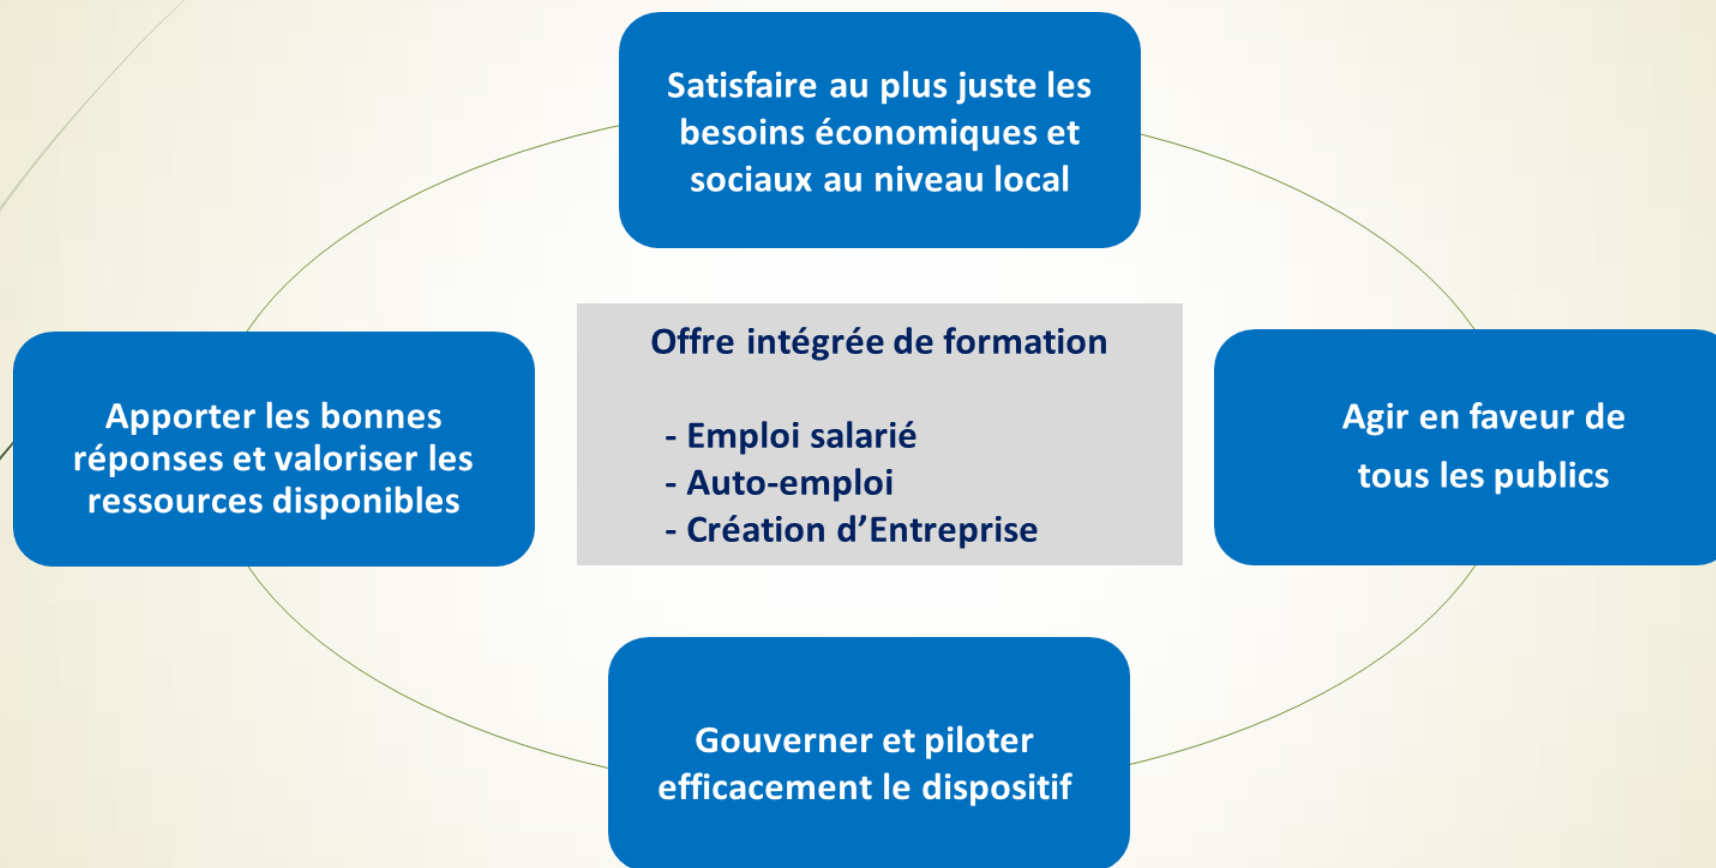 Satisfaire au plus juste les
besoins économiques et
sociaux au niveau local
Apporter les bonnes
réponses et valoriser les
ressources disponibles
Offre intégrée de formation
- Emploi salarié
- Auto-emploi
- Création d’Entreprise
Agir en faveur de
tous les publics
Gouverner et piloter
efficacement le dispositif